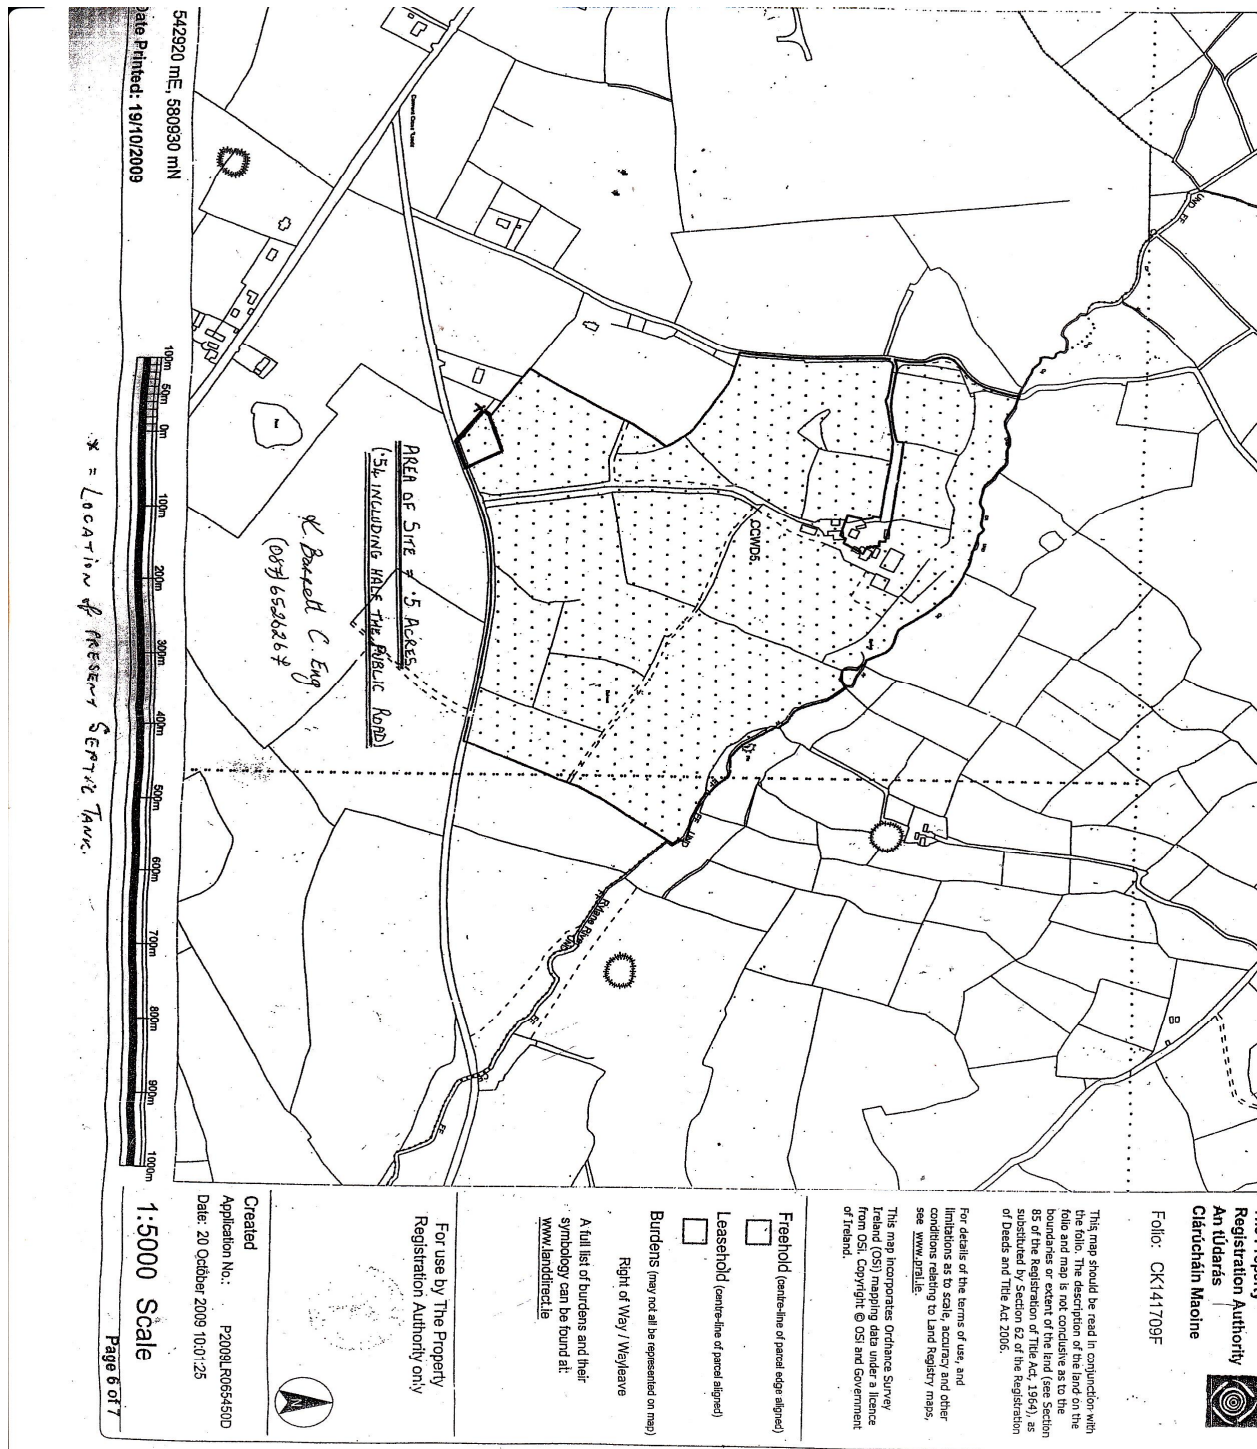 Registration Authority
An tÚdarás
Clárúcháin Maoine
Folio: CK141709F
This map should be read in conjunction with
the folio. The description of the land on the
folio and map is not conclusive as to the
boundaries or extent of the land (see Section
85 of the Registration of Title Act, 1964), as
substituted by Section 62 of the Registration
of Deeds and Title Act 2006.
For details of the terms of use, and
limitations as to scale, accuracy and other
conditions relating to Land Registry maps,
see www.prai.ie.
This map incorporates Ordnance Survey
Ireland (OSI) mapping data under a licence
from OSI. Copyright © OSI and Government
of Ireland.
Freehold (centre-line of parcel edge aligned)
Leasehold (centre-line of parcel aligned)
Burdens (may not all be represented on map)
Right of Way / Wayleave
A full list of burdens and their
symbology can be found at:
www.landdirect.ie
For use by The Property
Registration Authority only
N
Created
Application No.: P2009LR065450D
Date: 20 October 2009 10:01:25
1:5000 Scale
Page 6 of 7
UND
FF
CCIWD5
FF
FF
UND
UND
FF
FF
AREA OF SITE = .5 ACRES
(.54 INCLUDING HALF THE PUBLIC ROAD)
C. Eng
542920 mE, 580930 mN
Date Printed: 19/10/2009
100m 50m 0m 100m 200m 300m 400m 500m 600m 700m 800m 900m 1000m
* = LOCATION of PRESENT SEPTIC TANK.